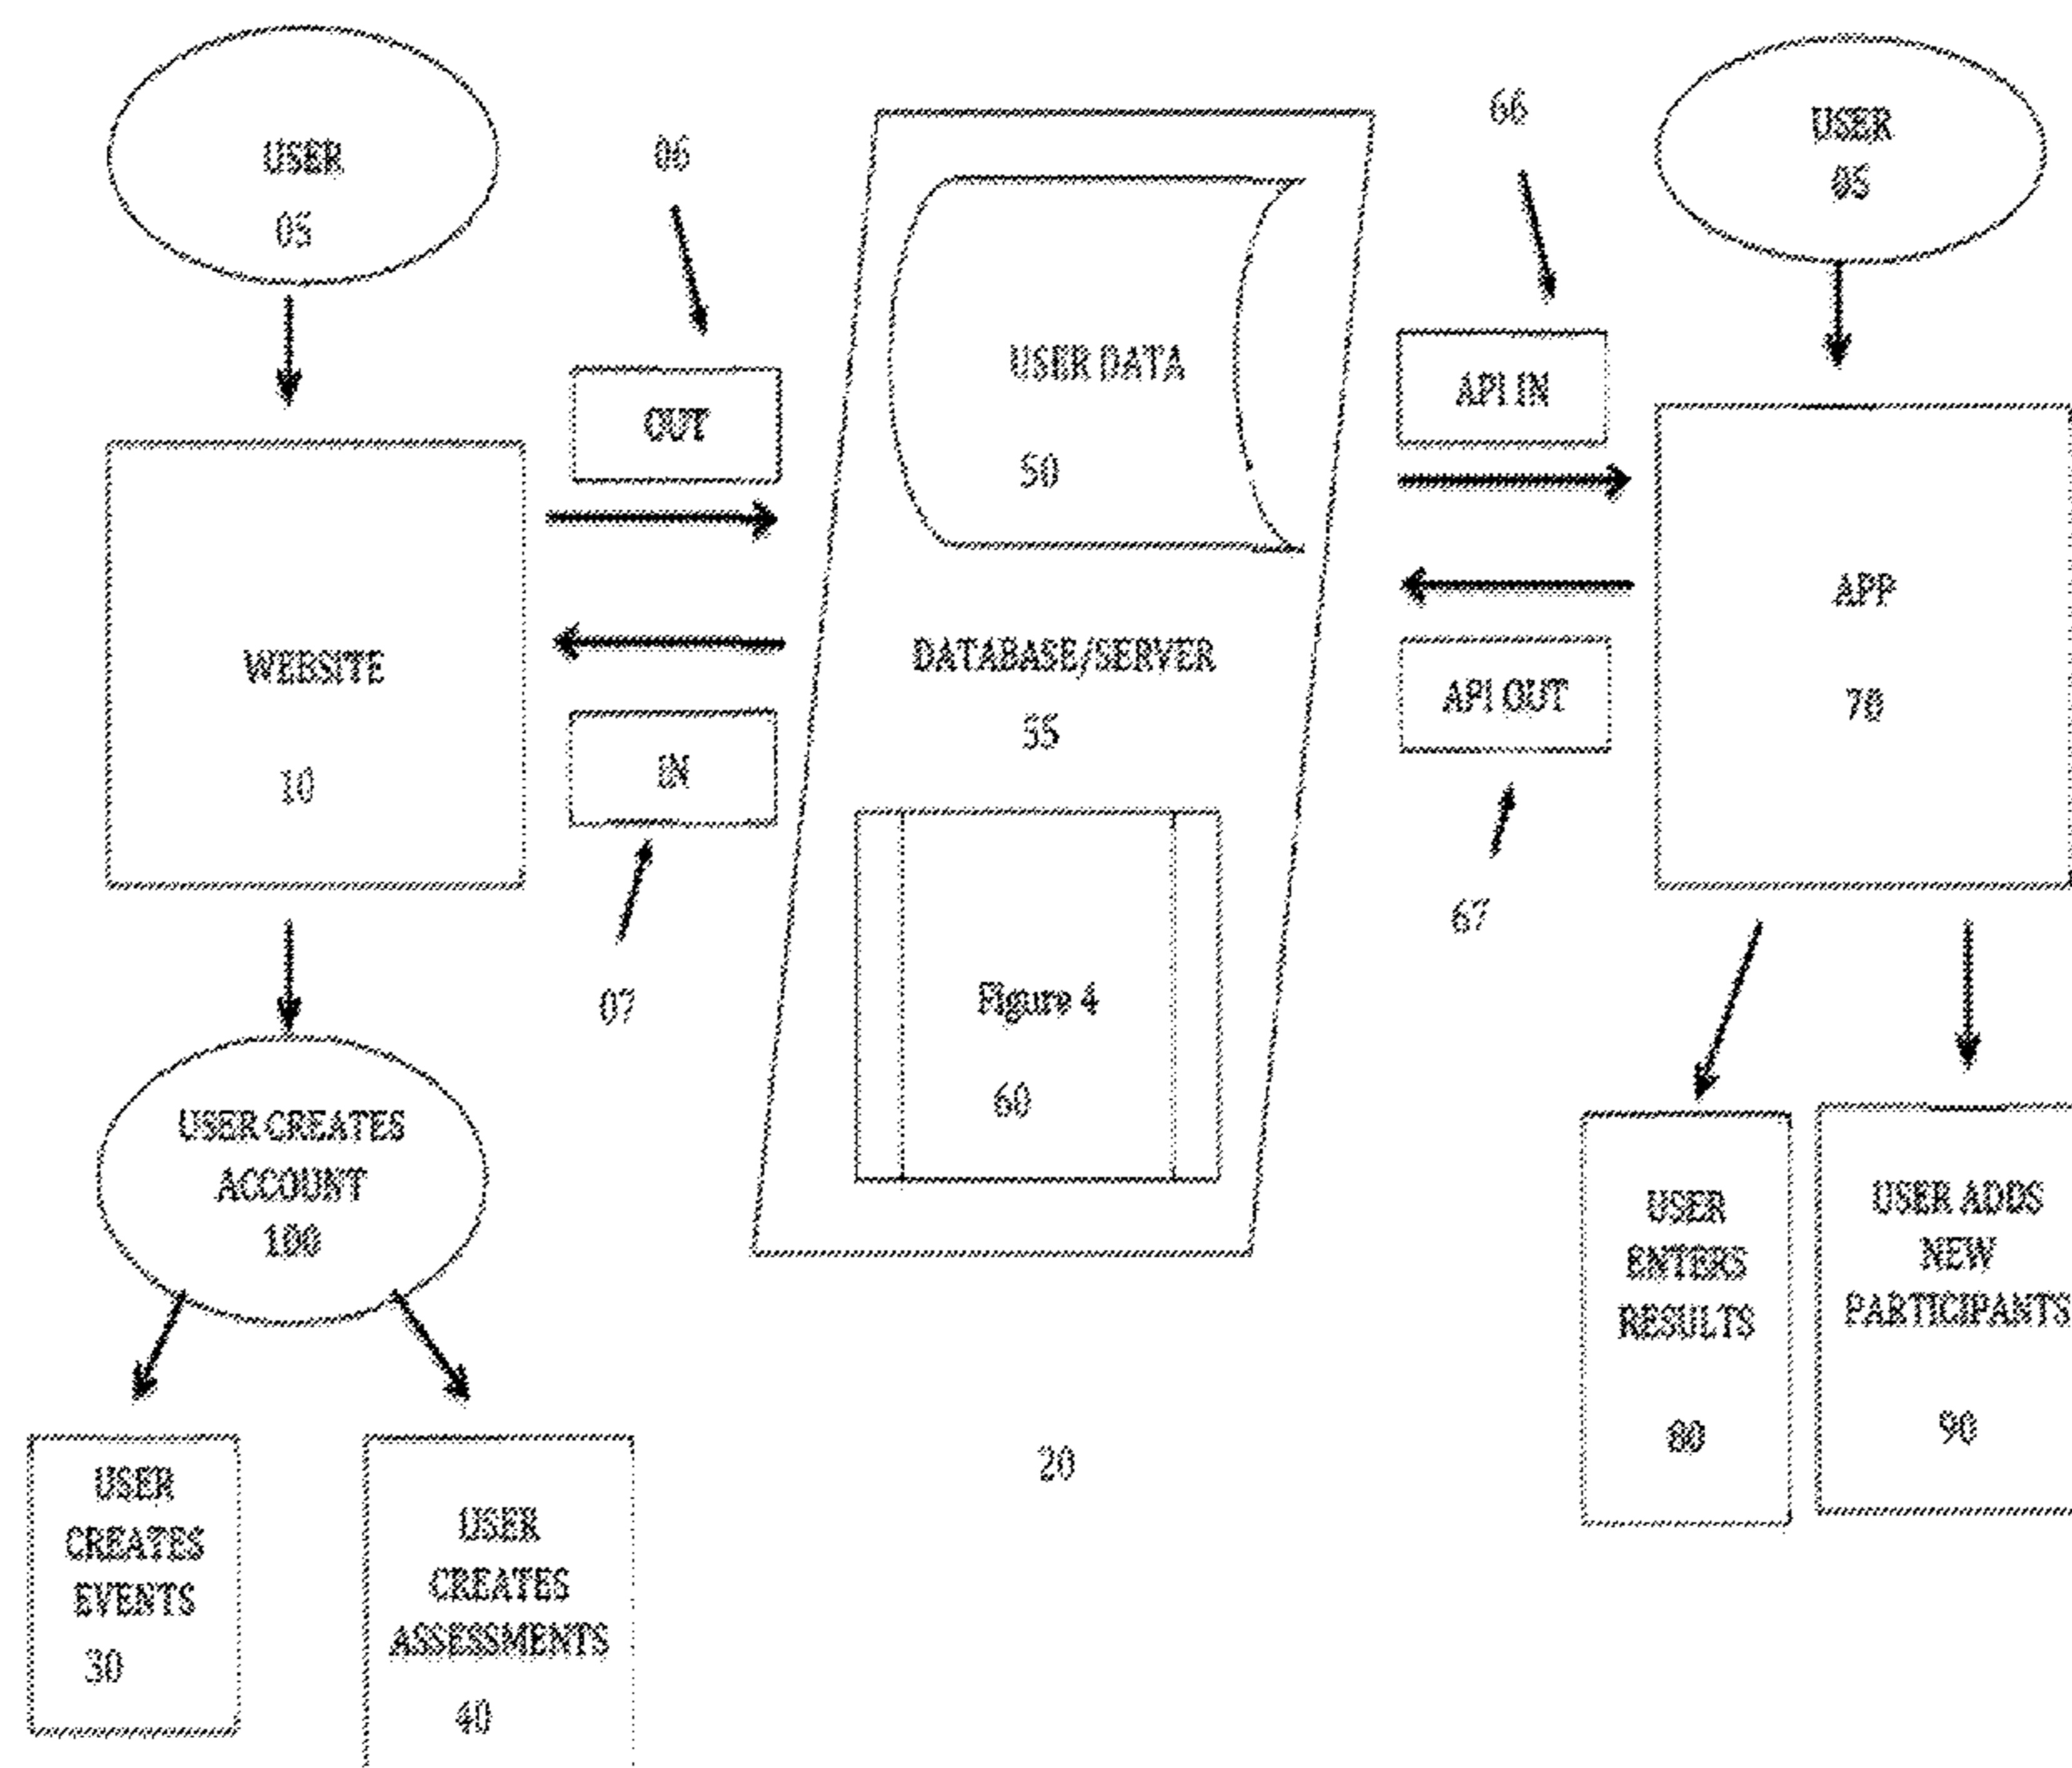 USER
05
06
OUT
WEBSITE
10
IN
07
USER CREATES
ACCOUNT
100
USER
CREATES
EVENTS
30
USER
CREATES
ASSESSMENTS
40
USER DATA
50
DATABASE/SERVER
55
Figure 4
60
20
66
API IN
API OUT
67
USER
05
APP
70
USER
ENTERS
RESULTS
80
USER ADDS
NEW
PARTICIPANTS
90